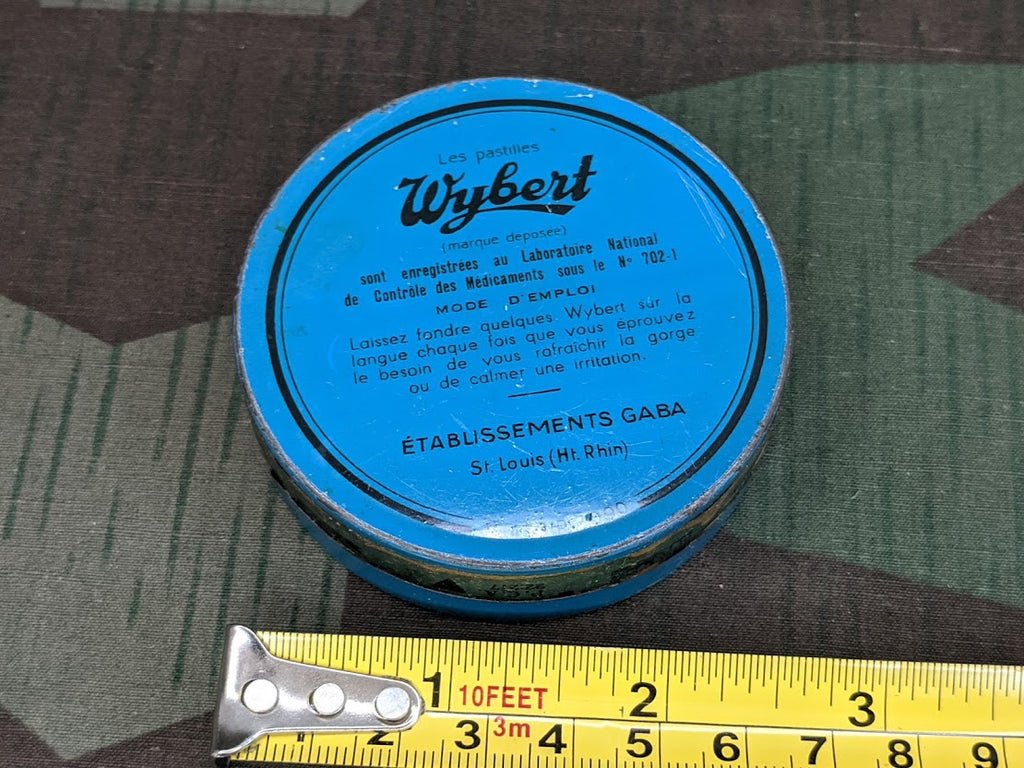 Les pastilles
Wybert
(marque déposée)
sont enregistrées au Laboratoire National
de Contrôle des Médicaments sous le N° 702-1
MODE D'EMPLOI
Laissez fondre quelques Wybert sur la
langue chaque fois que vous éprouvez
le besoin de vous rafraîchir la gorge
ou de calmer une irritation.
ÉTABLISSEMENTS GABA
St. Louis (Ht. Rhin)
1 10FEET 2 3
1 2 3 3m 4 5 6 7 8 9